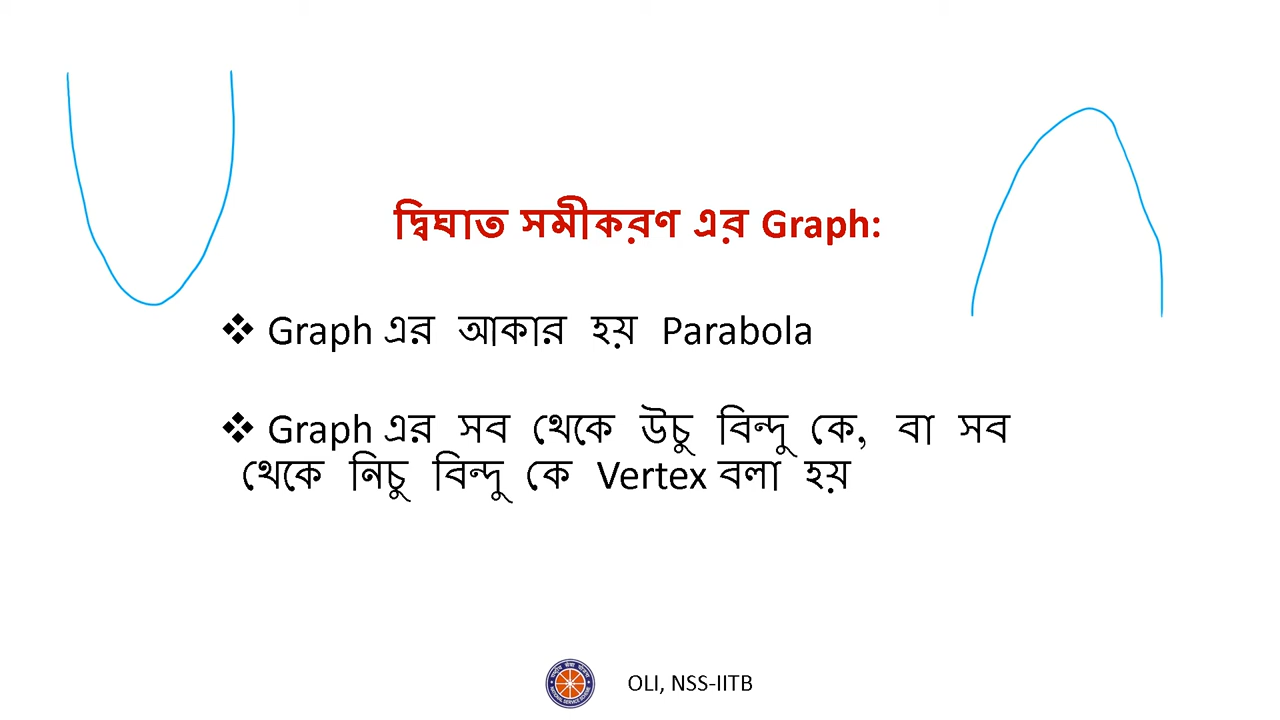 দ্বিঘাত সমীকরণ এর Graph:
❖ Graph এর আকার হয় Parabola
❖ Graph এর সব থেকে উচু বিন্দু কে, বা সব
থেকে নিচু বিন্দু কে Vertex বলা হয়
OLI, NSS-IITB